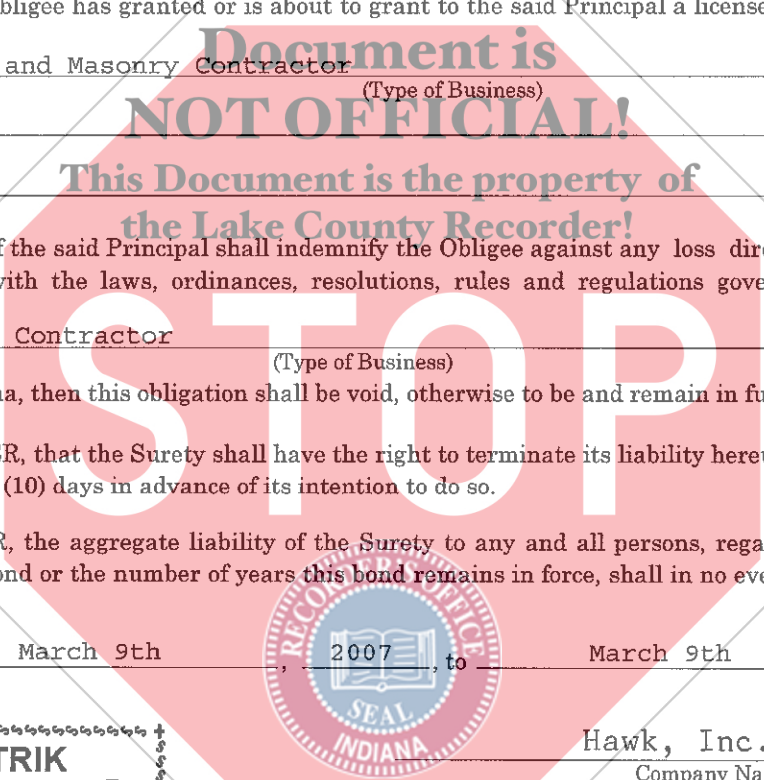 bligee has granted or is about to grant to the said Principal a license
Document is
and Masonry Contractor
(Type of Business)
NOT OFFICIAL!
This Document is the property of
the Lake County Recorder!
f the said Principal shall indemnify the Obligee against any loss dire
with the laws, ordinances, resolutions, rules and regulations gove
STOP
Contractor
(Type of Business)
na, then this obligation shall be void, otherwise to be and remain in fu
ER, that the Surety shall have the right to terminate its liability hereu
(10) days in advance of its intention to do so.
R, the aggregate liability of the Surety to any and all persons, rega
ond or the number of years this bond remains in force, shall in no eve
RECORDER'S OFFICE
March 9th , 2007 , to March 9th
SEAL
INDIANA
TRIK
Hawk, Inc.
Company Na